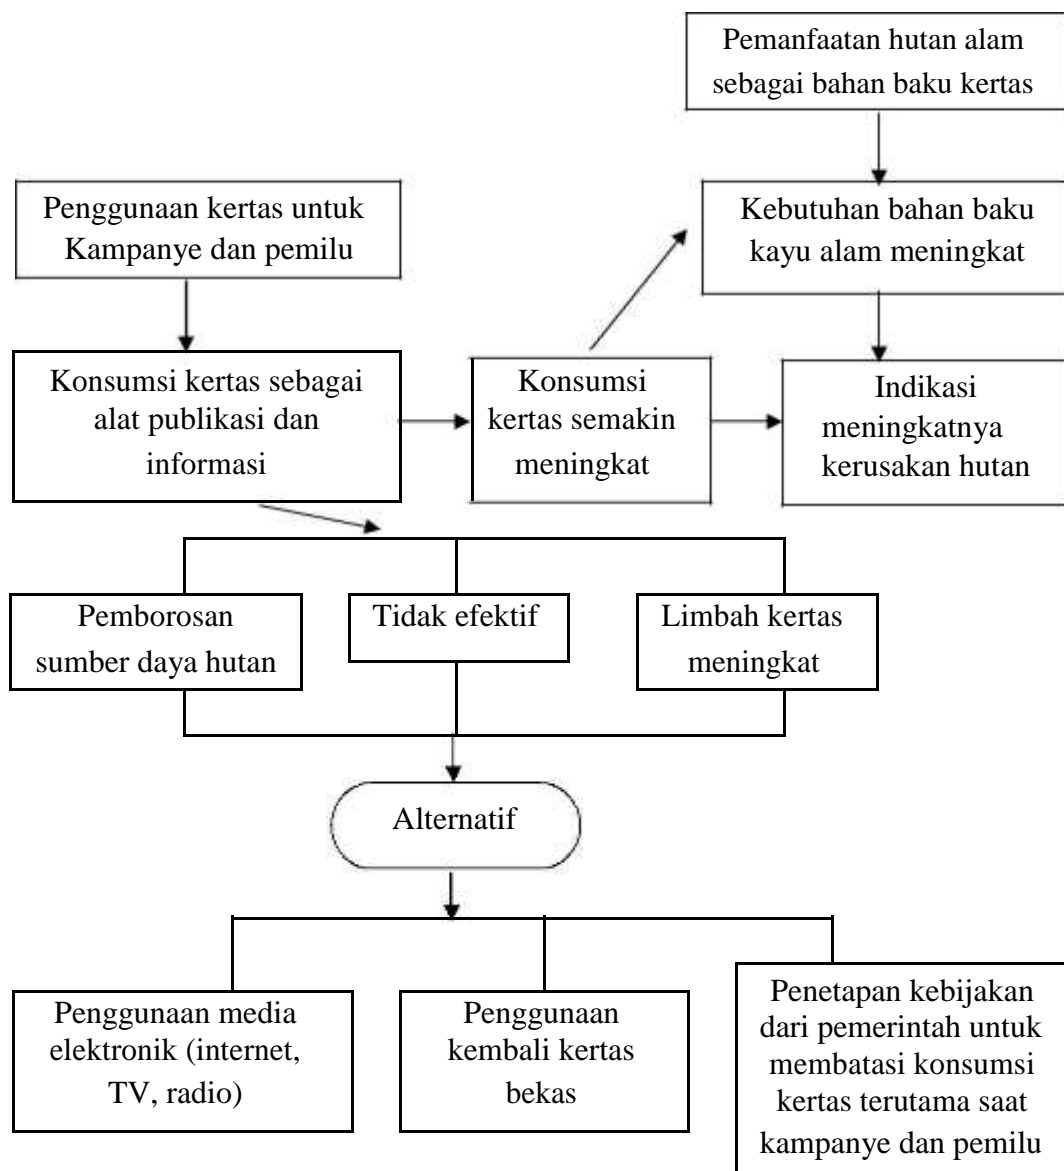 Pemanfaatan hutan alam
sebagai bahan baku kertas
Penggunaan kertas untuk
Kampanye dan pemilu
Kebutuhan bahan baku
kayu alam meningkat
Konsumsi kertas sebagai
alat publikasi dan
informasi
Konsumsi
kertas semakin
meningkat
Indikasi
meningkatnya
kerusakan hutan
Pemborosan
sumber daya hutan
Tidak efektif
Limbah kertas
meningkat
Alternatif
Penggunaan media
elektronik (internet,
TV, radio)
Penggunaan
kembali kertas
bekas
Penetapan kebijakan
dari pemerintah untuk
membatasi konsumsi
kertas terutama saat
kampanye dan pemilu